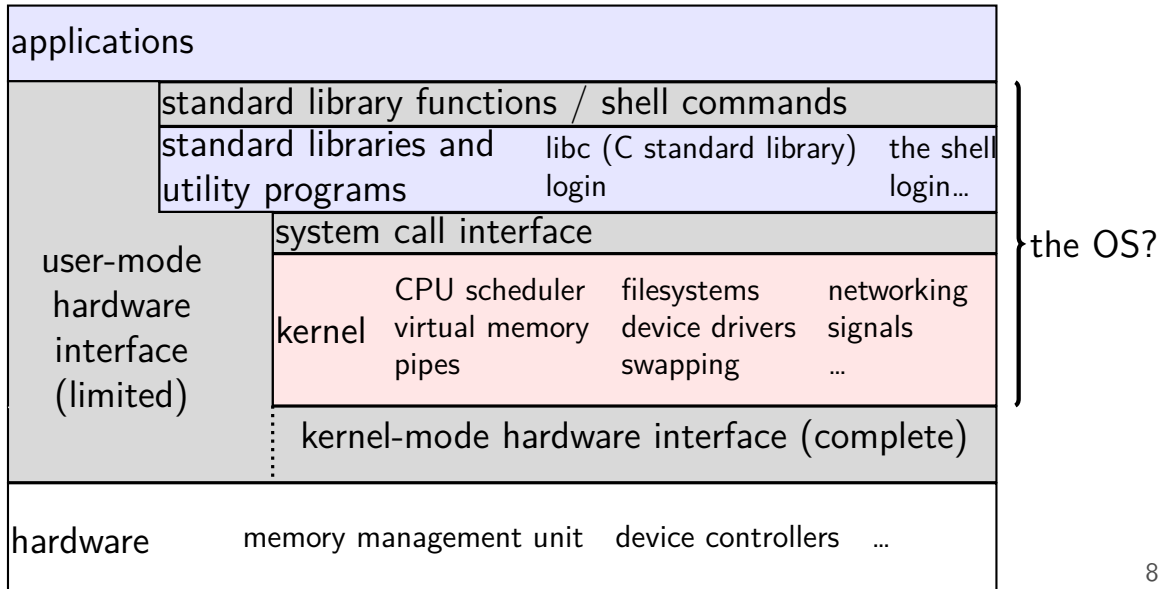 applications
standard library functions / shell commands
standard libraries and
utility programs
libc (C standard library)
login
the shell
login…
system call interface
user-mode
hardware
interface
(limited)
kernel
CPU scheduler
virtual memory
pipes
filesystems
device drivers
swapping
networking
signals
…
the OS?
kernel-mode hardware interface (complete)
hardware
memory management unit
device controllers
…
8